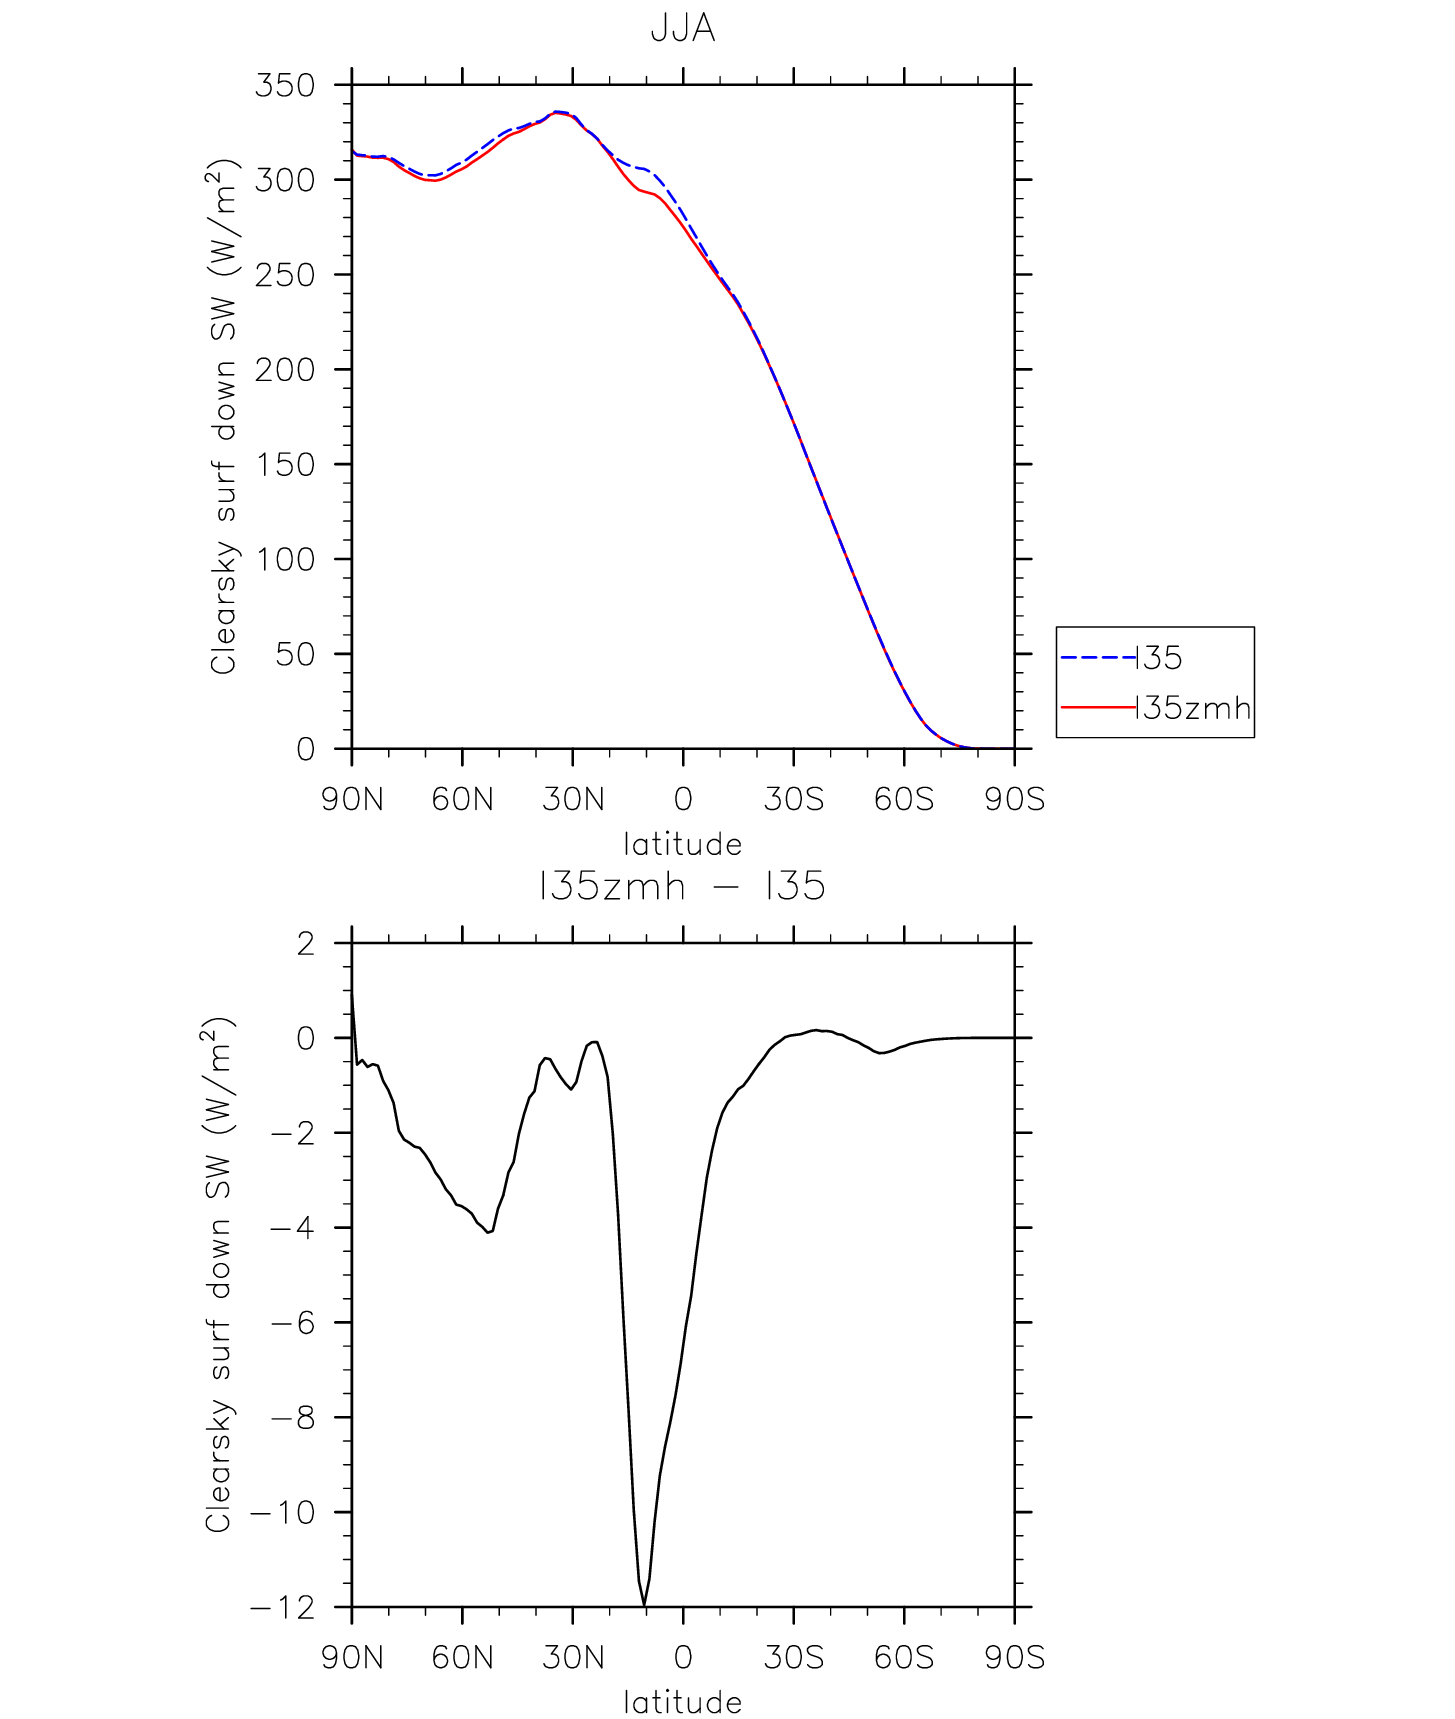 JJA
Clearsky surf down SW (W/m²)
350
300
250
200
150
100
50
0
90N 60N 30N 0 30S 60S 90S
latitude
I35
I35zmh
I35zmh − I35
Clearsky surf down SW (W/m²)
2
0
−2
−4
−6
−8
−10
−12
90N 60N 30N 0 30S 60S 90S
latitude